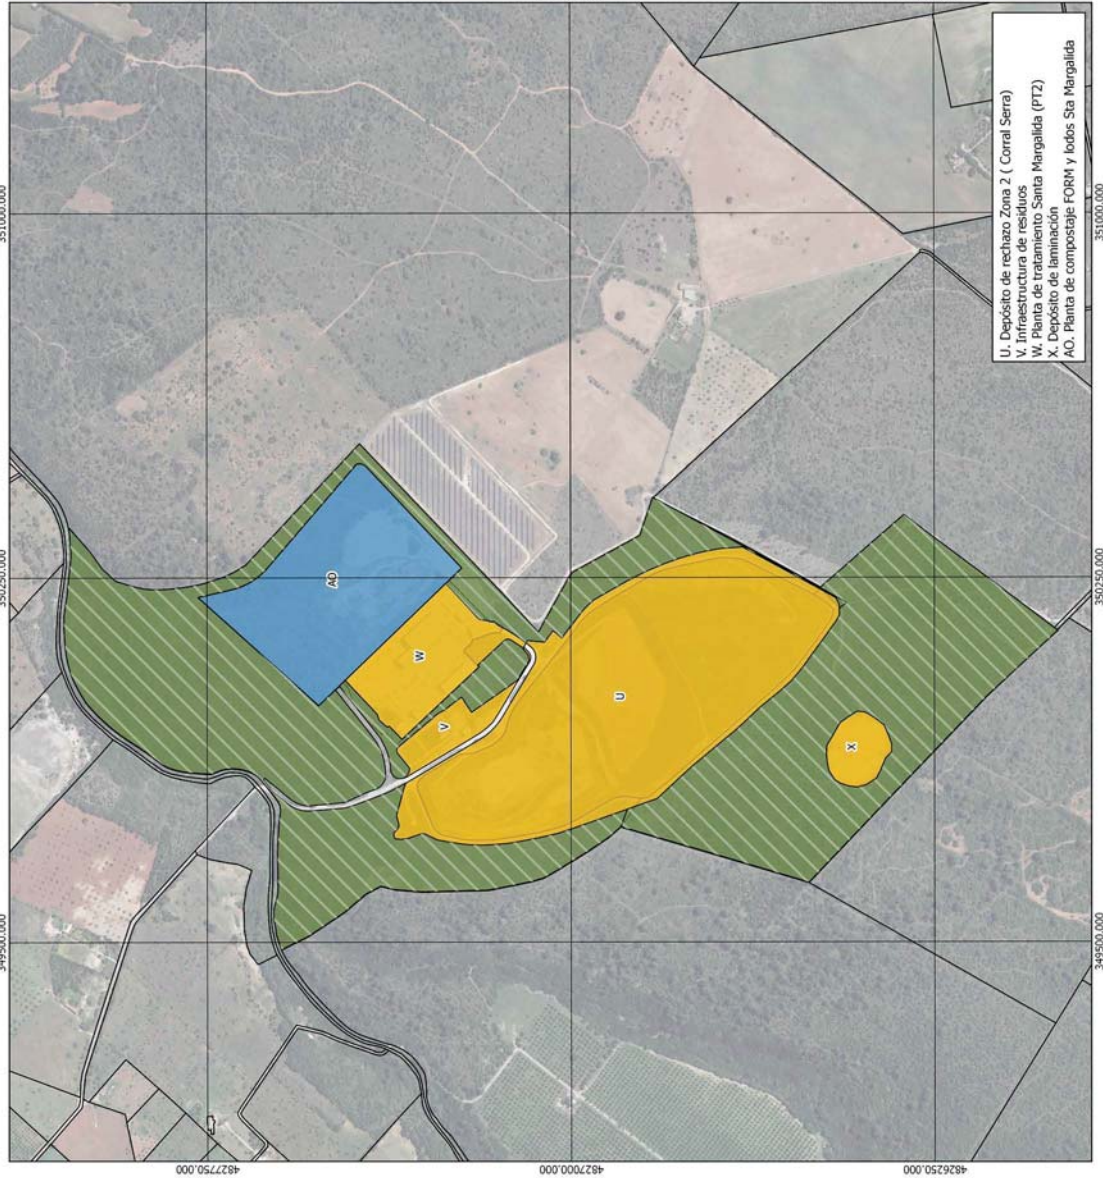 351000.000
350250.000
349500.000
AO
W
V
U
X
U. Depósito de rechazo Zona 2 ( Corral Serra)
V. Infraestructura de residuos
W. Planta de tratamiento Santa Margalida (PT2)
X. Depósito de laminación
AO. Planta de compostaje FORM y lodos Sta Margalida
351000.000
350250.000
349500.000
4827750.000
4827000.000
4826250.000